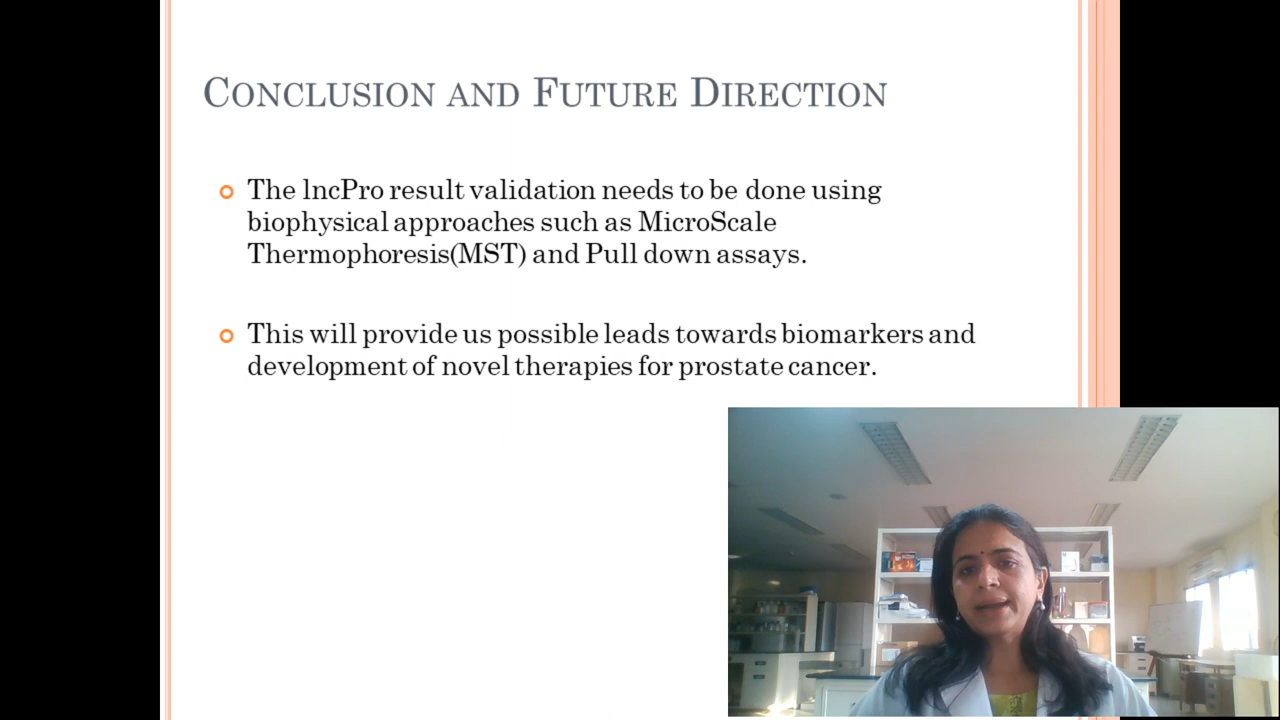 CONCLUSION AND FUTURE DIRECTION
The lncPro result validation needs to be done using
biophysical approaches such as MicroScale
Thermophoresis(MST) and Pull down assays.
This will provide us possible leads towards biomarkers and
development of novel therapies for prostate cancer.